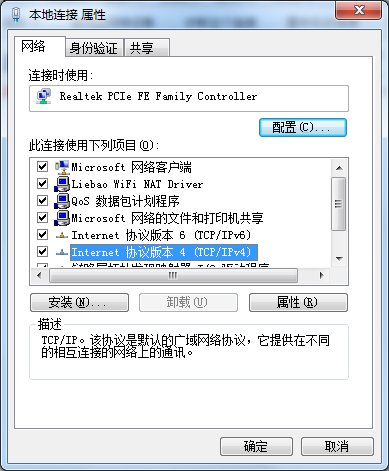 本地连接 属性
网络 身份验证 共享
连接时使用:
Realtek PCIe FE Family Controller
配置(C)...
此连接使用下列项目(O):
Microsoft 网络客户端
Liebao WiFi NAT Driver
QoS 数据包计划程序
Microsoft 网络的文件和打印机共享
Internet 协议版本 6 (TCP/IPv6)
Internet 协议版本 4 (TCP/IPv4)
安装(N)... 卸载(U) 属性(R)
描述
TCP/IP。该协议是默认的广域网络协议，它提供在不同
的相互连接的网络上的通讯。
确定 取消